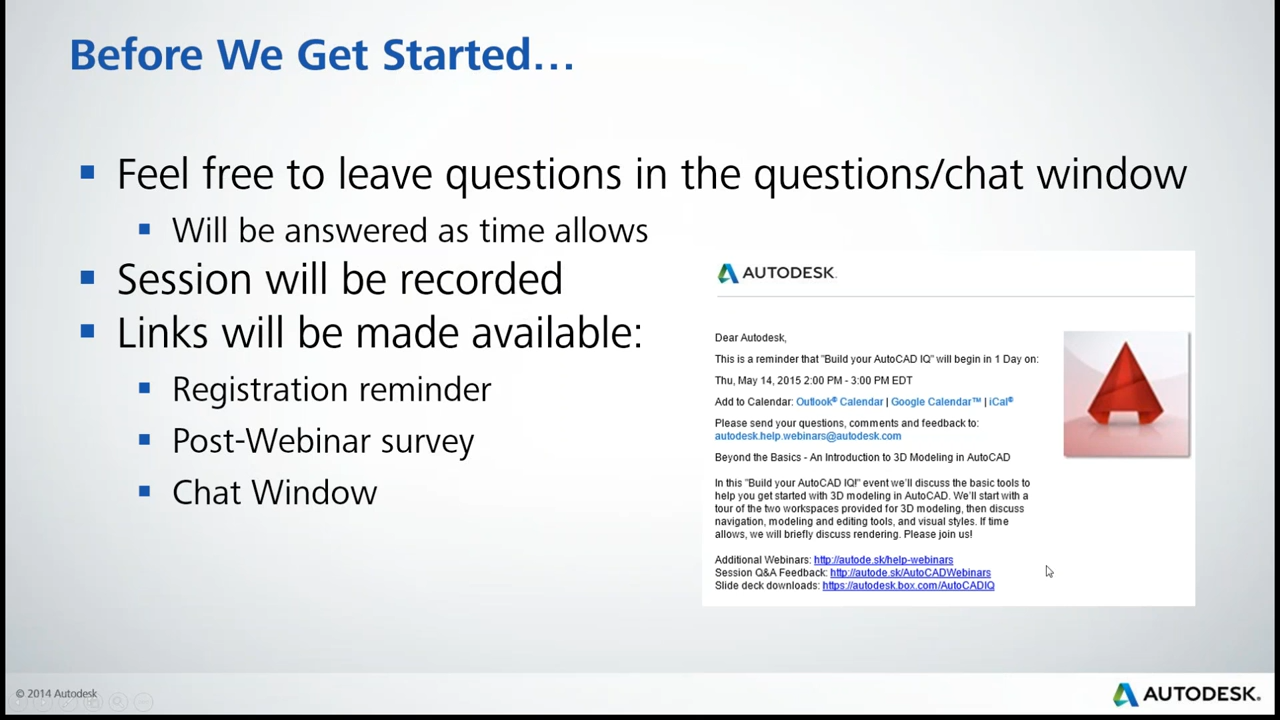 Before We Get Started…
Feel free to leave questions in the questions/chat window
Will be answered as time allows
Session will be recorded
Links will be made available:
Registration reminder
Post-Webinar survey
Chat Window
AUTODESK.
Dear Autodesk,
This is a reminder that "Build your AutoCAD IQ" will begin in 1 Day on:
Thu, May 14, 2015 2:00 PM - 3:00 PM EDT
Add to Calendar: Outlook® Calendar | Google Calendar™ | iCal®
Please send your questions, comments and feedback to:
autodesk.help.webinars@autodesk.com
Beyond the Basics - An Introduction to 3D Modeling in AutoCAD
In this "Build your AutoCAD IQ!" event we'll discuss the basic tools to
help you get started with 3D modeling in AutoCAD. We'll start with a
tour of the two workspaces provided for 3D modeling, then discuss
navigation, modeling and editing tools, and visual styles. If time
allows, we will briefly discuss rendering. Please join us!
Additional Webinars: http://autode.sk/help-webinars
Session Q&A Feedback: http://autode.sk/AutoCADWebinars
Slide deck downloads: https://autodesk.box.com/AutoCADIQ
© 2014 Autodesk
AUTODESK.